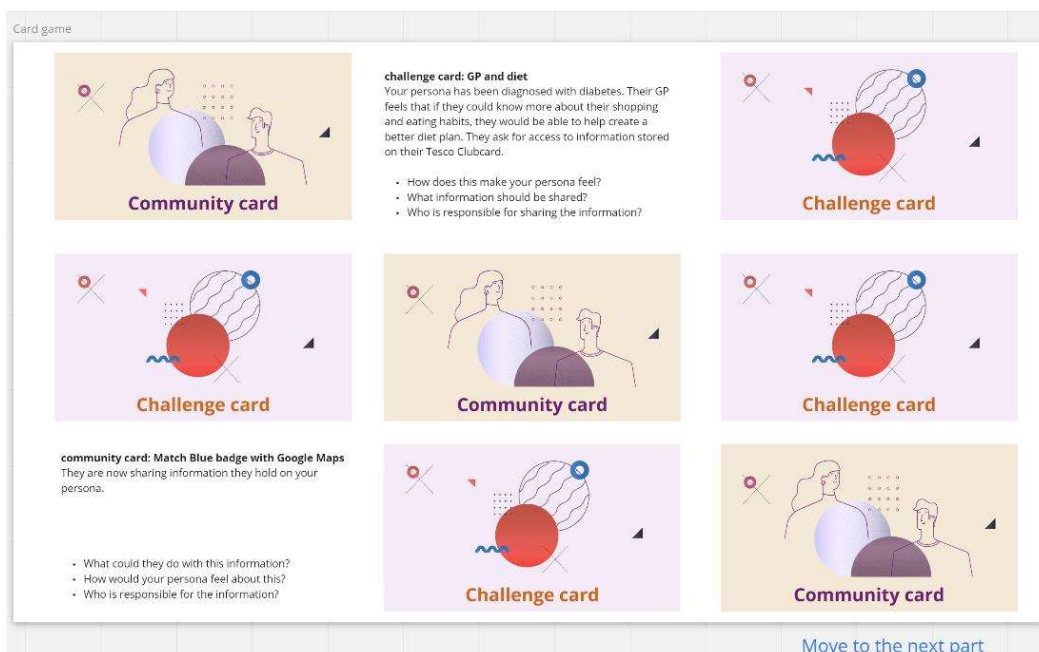 Card game
Community card
challenge card: GP and diet
Your persona has been diagnosed with diabetes. Their GP
feels that if they could know more about their shopping
and eating habits, they would be able to help create a
better diet plan. They ask for access to information stored
on their Tesco Clubcard.
• How does this make your persona feel?
• What information should be shared?
• Who is responsible for sharing the information?
Challenge card
Challenge card
Community card
Challenge card
community card: Match Blue badge with Google Maps
They are now sharing information they hold on your
persona.
• What could they do with this information?
• How would your persona feel about this?
• Who is responsible for the information?
Challenge card
Community card
Move to the next part